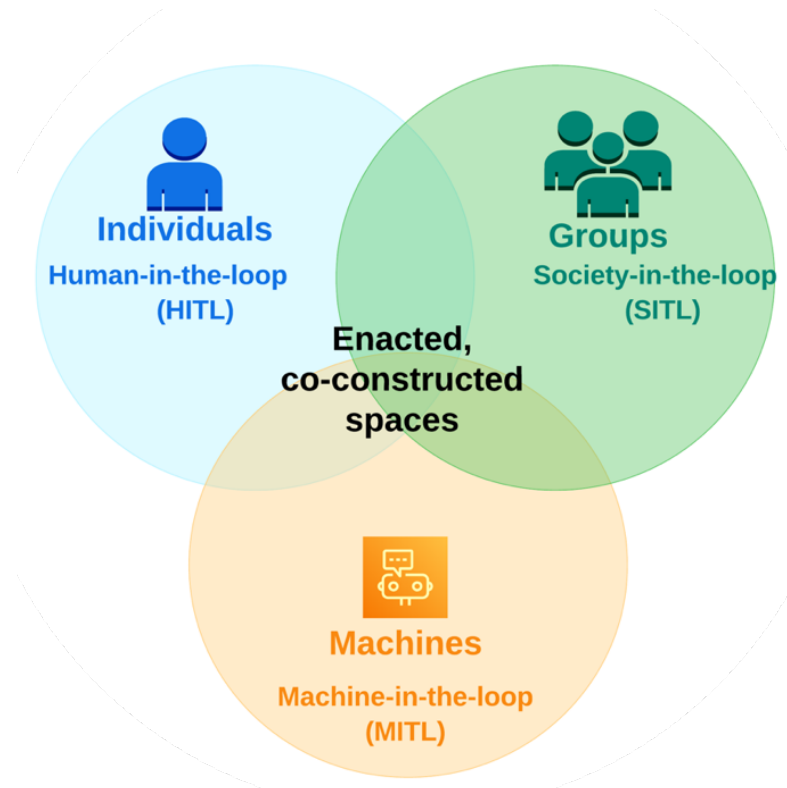 Individuals
Human-in-the-loop
(HITL)
Groups
Society-in-the-loop
(SITL)
Enacted,
co-constructed
spaces
Machines
Machine-in-the-loop
(MITL)